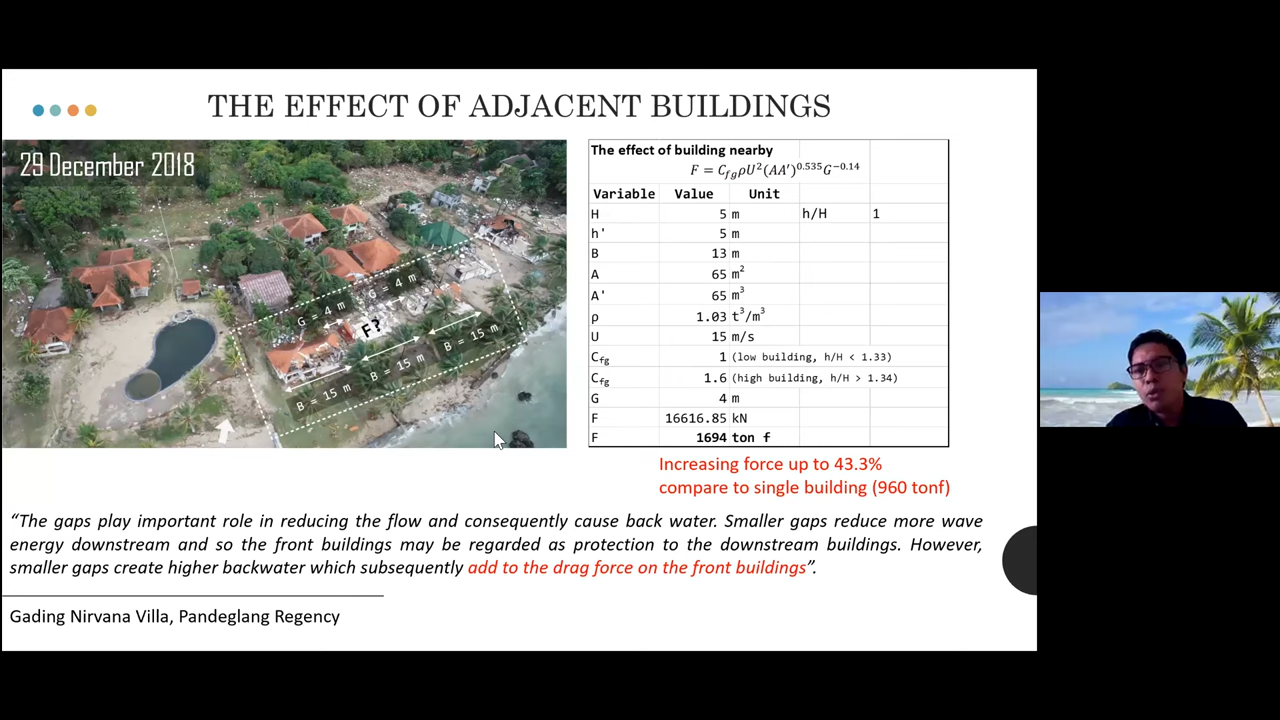 THE EFFECT OF ADJACENT BUILDINGS
29 December 2018
G = 4 m
G = 4 m
F?
B = 15 m
B = 15 m
B = 15 m
The effect of building nearby
F = C_fg ρU²(AA′)^0.535 G^−0.14
Variable Value Unit
H 5 m h/H 1
h' 5 m
B 13 m
A 65 m²
A' 65 m³
ρ 1.03 t³/m³
U 15 m/s
C_fg 1 (low building, h/H < 1.33)
C_fg 1.6 (high building, h/H > 1.34)
G 4 m
F 16616.85 kN
F 1694 ton f
Increasing force up to 43.3%
compare to single building (960 tonf)
“The gaps play important role in reducing the flow and consequently cause back water. Smaller gaps reduce more wave
energy downstream and so the front buildings may be regarded as protection to the downstream buildings. However,
smaller gaps create higher backwater which subsequently add to the drag force on the front buildings”.
Gading Nirvana Villa, Pandeglang Regency